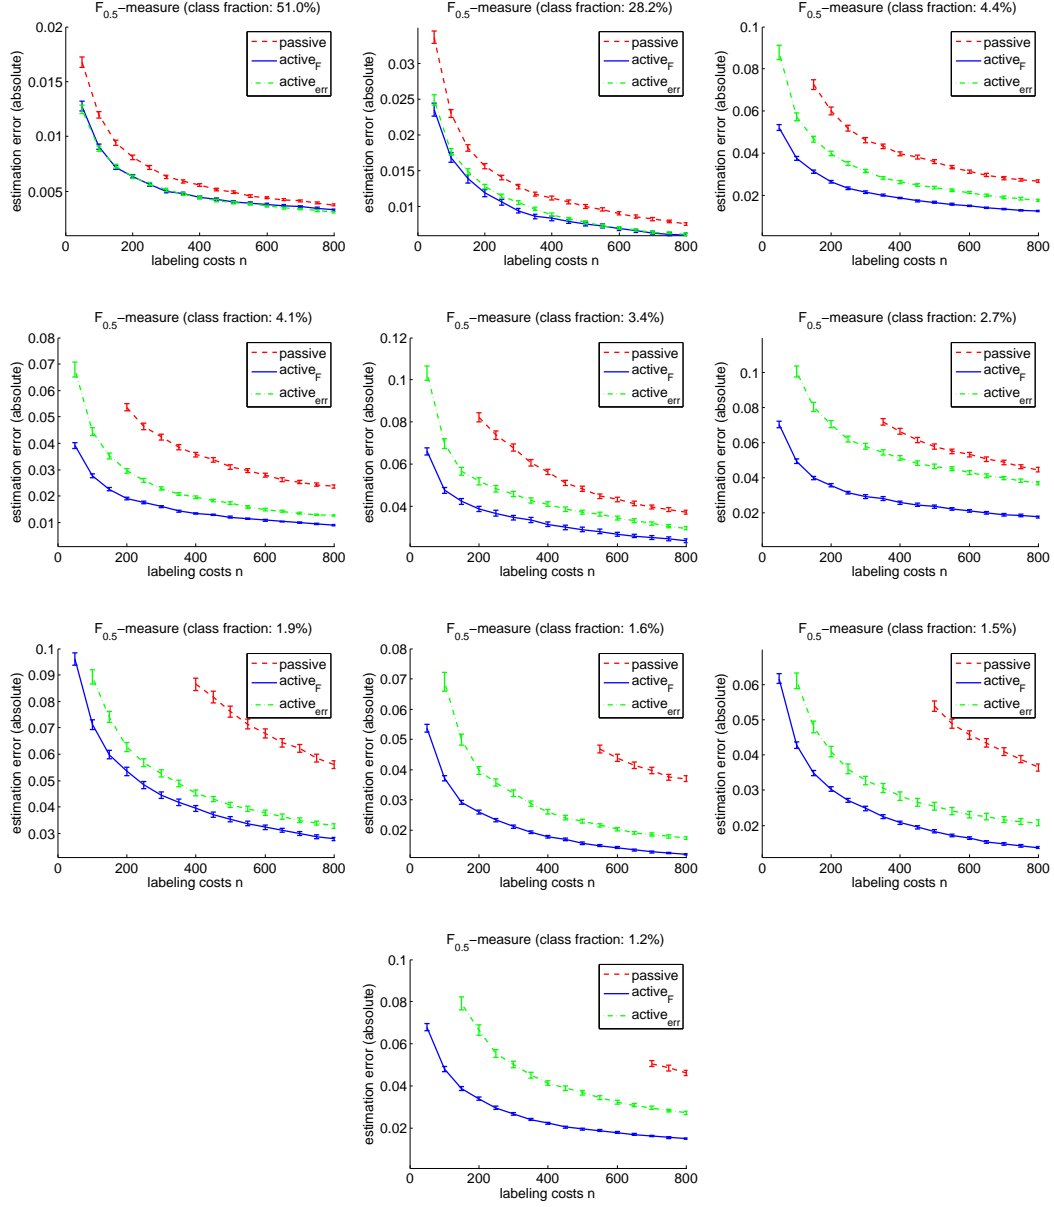 F0.5−measure (class fraction: 51.0%)
0.02
0.015
0.01
0.005
0 200 400 600 800
labeling costs n
estimation error (absolute)
passive
activeF
activeerr
F0.5−measure (class fraction: 28.2%)
0.03
0.025
0.02
0.015
0.01
0 200 400 600 800
labeling costs n
estimation error (absolute)
passive
activeF
activeerr
F0.5−measure (class fraction: 4.4%)
0.1
0.08
0.06
0.04
0.02
0 200 400 600 800
labeling costs n
estimation error (absolute)
passive
activeF
activeerr
F0.5−measure (class fraction: 4.1%)
0.08
0.07
0.06
0.05
0.04
0.03
0.02
0.01
0 200 400 600 800
labeling costs n
estimation error (absolute)
passive
activeF
activeerr
F0.5−measure (class fraction: 3.4%)
0.12
0.1
0.08
0.06
0.04
0 200 400 600 800
labeling costs n
estimation error (absolute)
passive
activeF
activeerr
F0.5−measure (class fraction: 2.7%)
0.1
0.08
0.06
0.04
0.02
0 200 400 600 800
labeling costs n
estimation error (absolute)
passive
activeF
activeerr
F0.5−measure (class fraction: 1.9%)
0.1
0.09
0.08
0.07
0.06
0.05
0.04
0.03
0 200 400 600 800
labeling costs n
estimation error (absolute)
passive
activeF
activeerr
F0.5−measure (class fraction: 1.6%)
0.08
0.07
0.06
0.05
0.04
0.03
0.02
0 200 400 600 800
labeling costs n
estimation error (absolute)
passive
activeF
activeerr
F0.5−measure (class fraction: 1.5%)
0.06
0.05
0.04
0.03
0.02
0 200 400 600 800
labeling costs n
estimation error (absolute)
passive
activeF
activeerr
F0.5−measure (class fraction: 1.2%)
0.1
0.08
0.06
0.04
0.02
0 200 400 600 800
labeling costs n
estimation error (absolute)
passive
activeF
activeerr